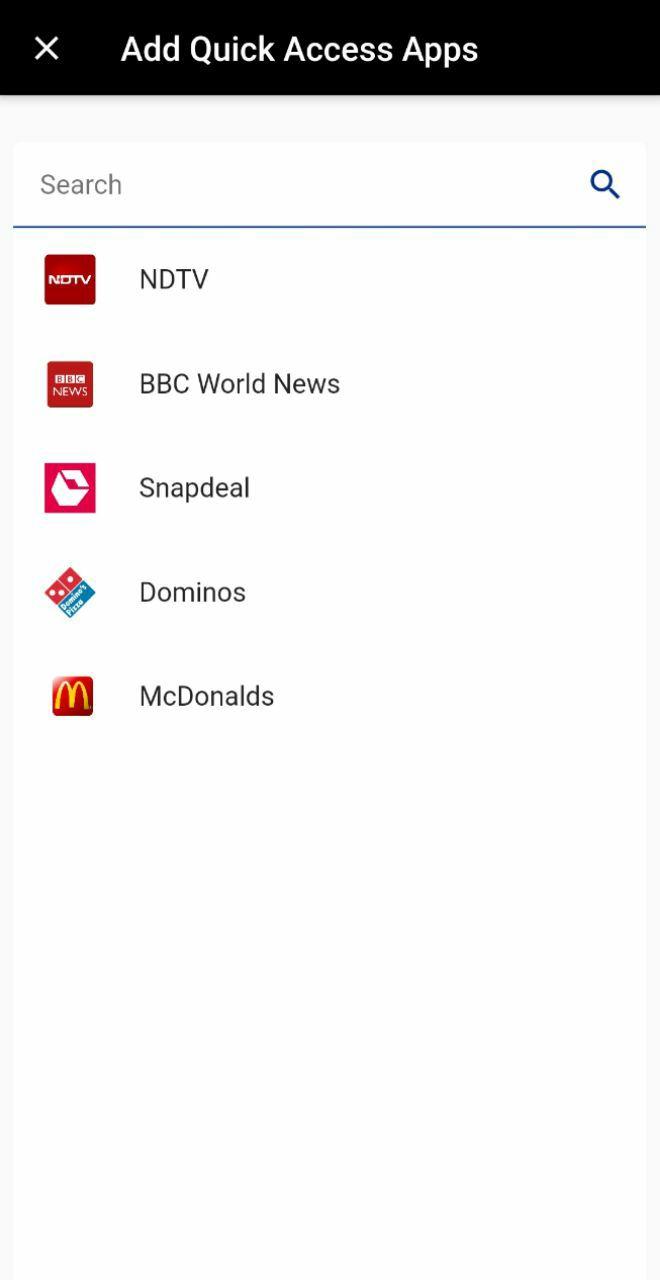 Add Quick Access Apps
Search
NDTV NDTV
BBC
NEWS
BBC World News
Snapdeal
Domino's
Pizza
Dominos
McDonalds